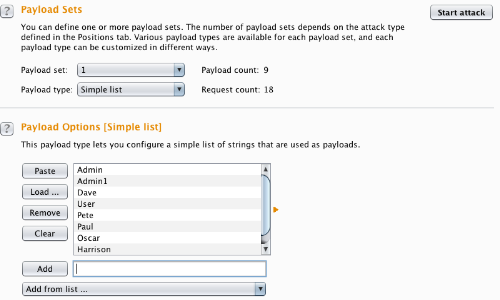 Payload Sets
Start attack
You can define one or more payload sets. The number of payload sets depends on the attack type
defined in the Positions tab. Various payload types are available for each payload set, and each
payload type can be customized in different ways.
Payload set: 1 Payload count: 9
Payload type: Simple list Request count: 18
Payload Options [Simple list]
This payload type lets you configure a simple list of strings that are used as payloads.
Paste
Load ...
Remove
Clear
Admin
Admin1
Dave
User
Pete
Paul
Oscar
Harrison
Add
Add from list ...